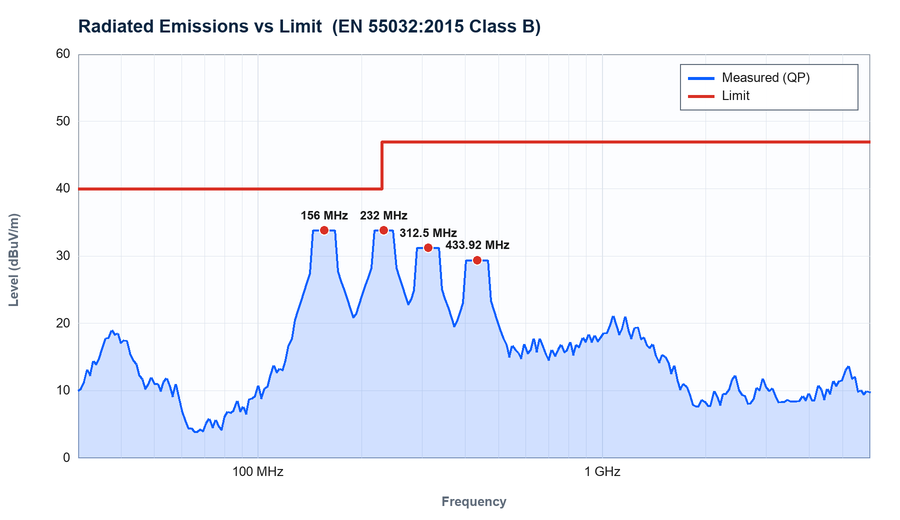 Radiated Emissions vs Limit  (EN 55032:2015 Class B)
60
50
40
30
20
10
0
Level (dBuV/m)
Measured (QP)
Limit
156 MHz
232 MHz
312.5 MHz
433.92 MHz
100 MHz
1 GHz
Frequency